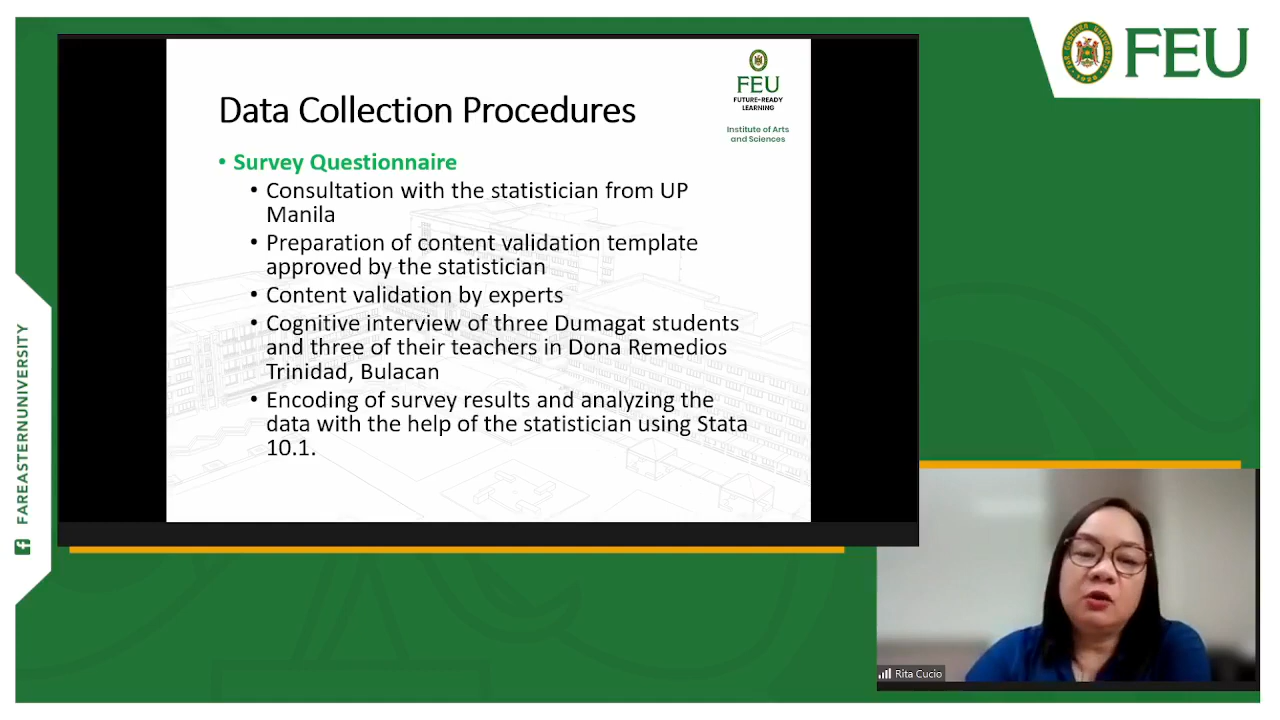 FEU
FEU
FUTURE-READY
LEARNING
Institute of Arts
and Sciences
Data Collection Procedures
• Survey Questionnaire
• Consultation with the statistician from UP
Manila
• Preparation of content validation template
approved by the statistician
• Content validation by experts
• Cognitive interview of three Dumagat students
and three of their teachers in Dona Remedios
Trinidad, Bulacan
• Encoding of survey results and analyzing the
data with the help of the statistician using Stata
10.1.
FAREASTERNUNIVERSITY
Rita Cucio